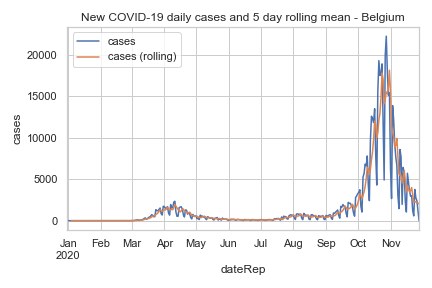 New COVID-19 daily cases and 5 day rolling mean - Belgium
cases
cases (rolling)
20000
15000
10000
5000
0
cases
Jan Feb Mar Apr May Jun Jul Aug Sep Oct Nov
2020
dateRep